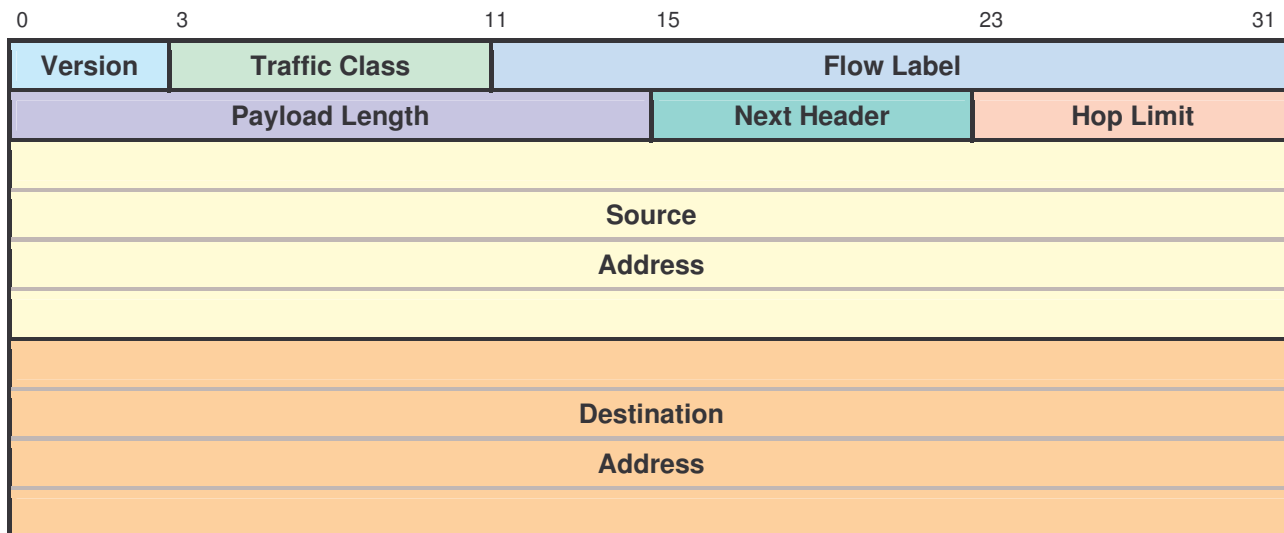 0 3 11 15 23 31
Version Traffic Class Flow Label
Payload Length Next Header Hop Limit
Source
Address
Destination
Address